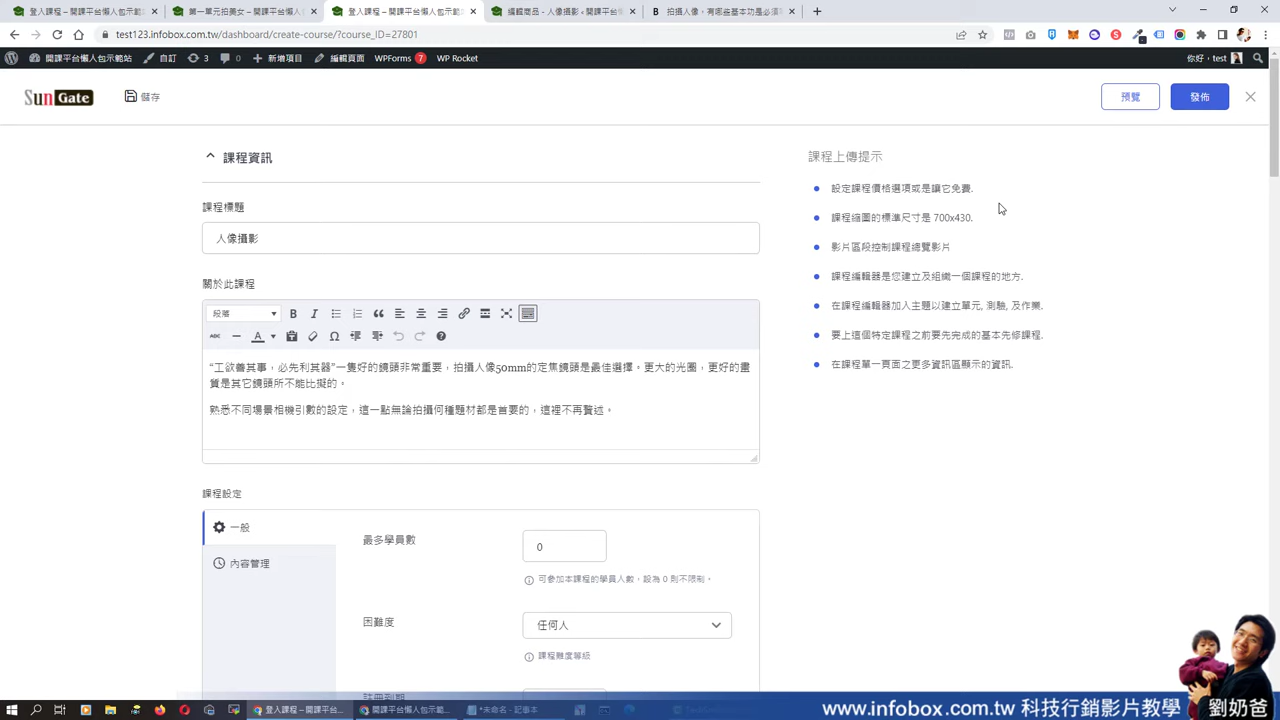 登入課程 – 開課平台懶人包示範
第一單元拍美女 – 開課平台懶人
登入課程 – 開課平台懶人包示範
編輯商品 - 人像攝影 ‹ 開課平台
拍攝人像，有哪些基本功是必須
test123.infobox.com.tw/dashboard/create-course/?course_ID=27801
開課平台懶人包示範站
自訂
3
新增項目
編輯頁面
WPForms 7
WP Rocket
你好，test
SunGate
儲存
預覽
發佈
課程資訊
課程標題
人像攝影
關於此課程
段落
"工欲善其事，必先利其器"一隻好的鏡頭非常重要，拍攝人像50mm的定焦鏡頭是最佳選擇。更大的光圈，更好的畫
質是其它鏡頭所不能比擬的。
熟悉不同場景相機引數的設定，這一點無論拍攝何種題材都是首要的，這裡不再贅述。
課程設定
一般
內容管理
最多學員數
0
可參加本課程的學員人數，設為 0 則不限制。
困難度
任何人
課程難度等級
註冊到期
課程上傳提示
設定課程價格選項或是讓它免費.
課程縮圖的標準尺寸是 700x430.
影片區段控制課程總覽影片
課程編輯器是您建立及組織一個課程的地方.
在課程編輯器加入主題以建立單元, 測驗, 及作業.
要上這個特定課程之前要先完成的基本先修課程.
在課程單一頁面之更多資訊區顯示的資訊.
登入課程 – 開課平台...
開課平台懶人包示範...
*未命名 - 記事本
www.infobox.com.tw 科技行銷影片教學
劉奶爸